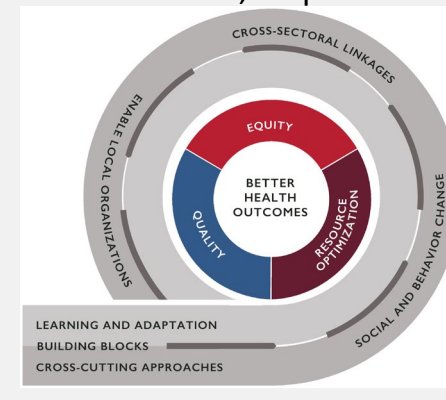 CROSS-SECTORAL LINKAGES
ENABLE LOCAL ORGANIZATIONS
EQUITY
BETTER
HEALTH
OUTCOMES
QUALITY
RESOURCE
OPTIMIZATION
SOCIAL AND BEHAVIOR CHANGE
LEARNING AND ADAPTATION
BUILDING BLOCKS
CROSS-CUTTING APPROACHES